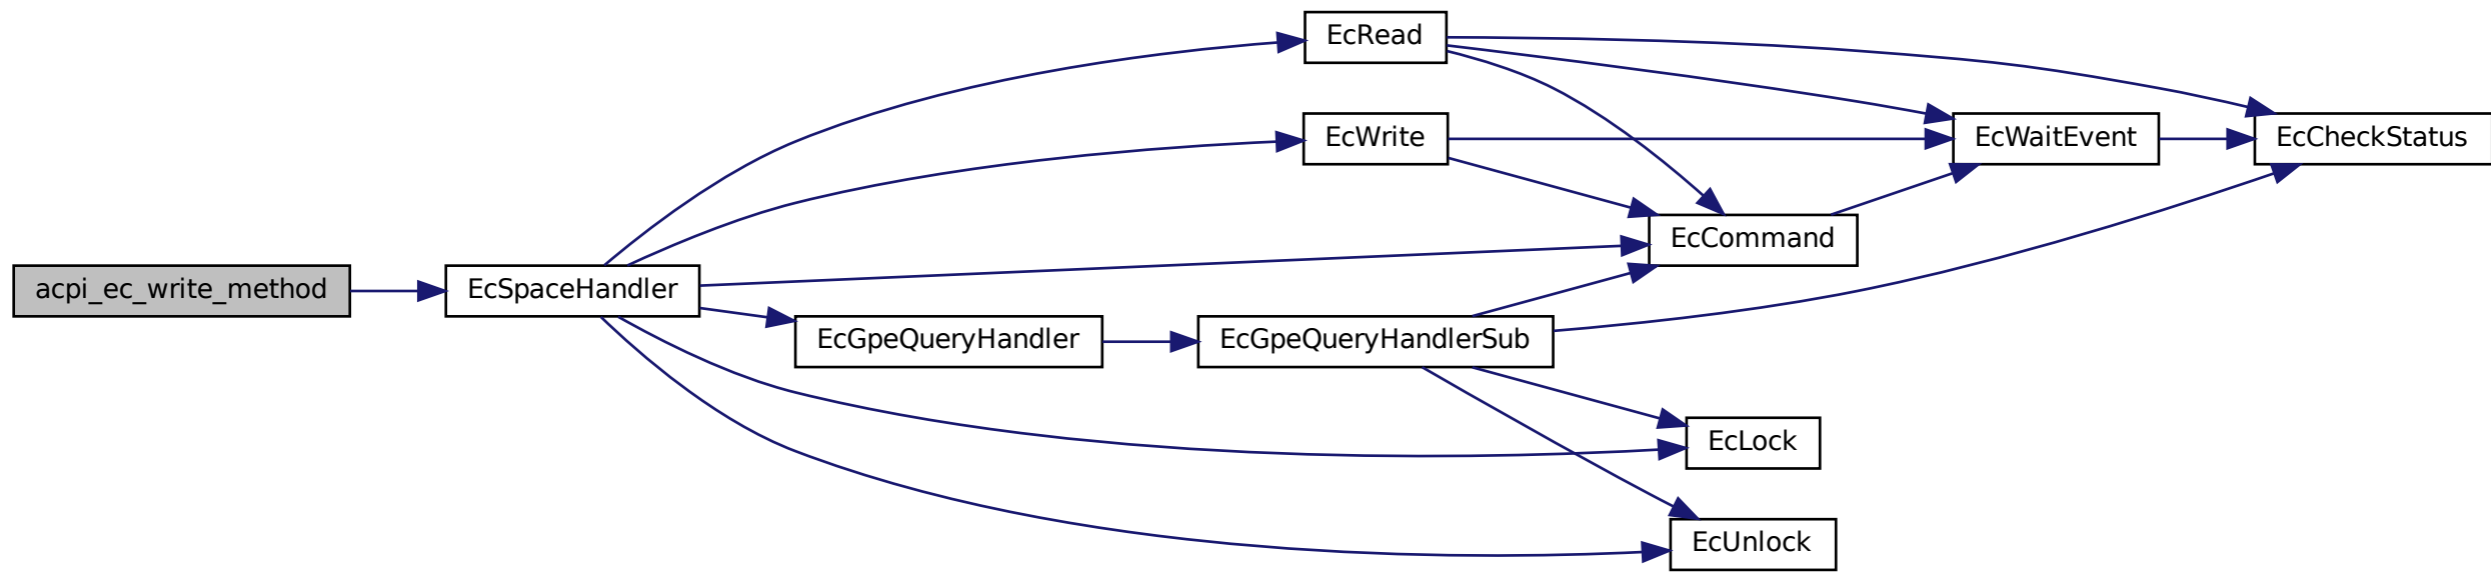 acpi_ec_write_method
EcSpaceHandler
EcRead
EcWrite
EcCommand
EcGpeQueryHandler
EcGpeQueryHandlerSub
EcWaitEvent
EcCheckStatus
EcLock
EcUnlock